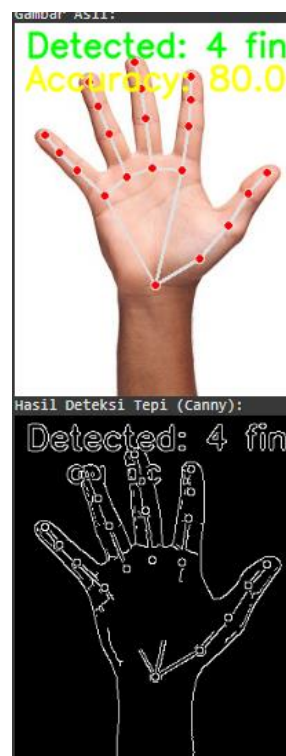 Gambar Asli:
Detected: 4 fin
Accuracy: 80.0
Hasil Deteksi Tepi (Canny):
Detected: 4 fin